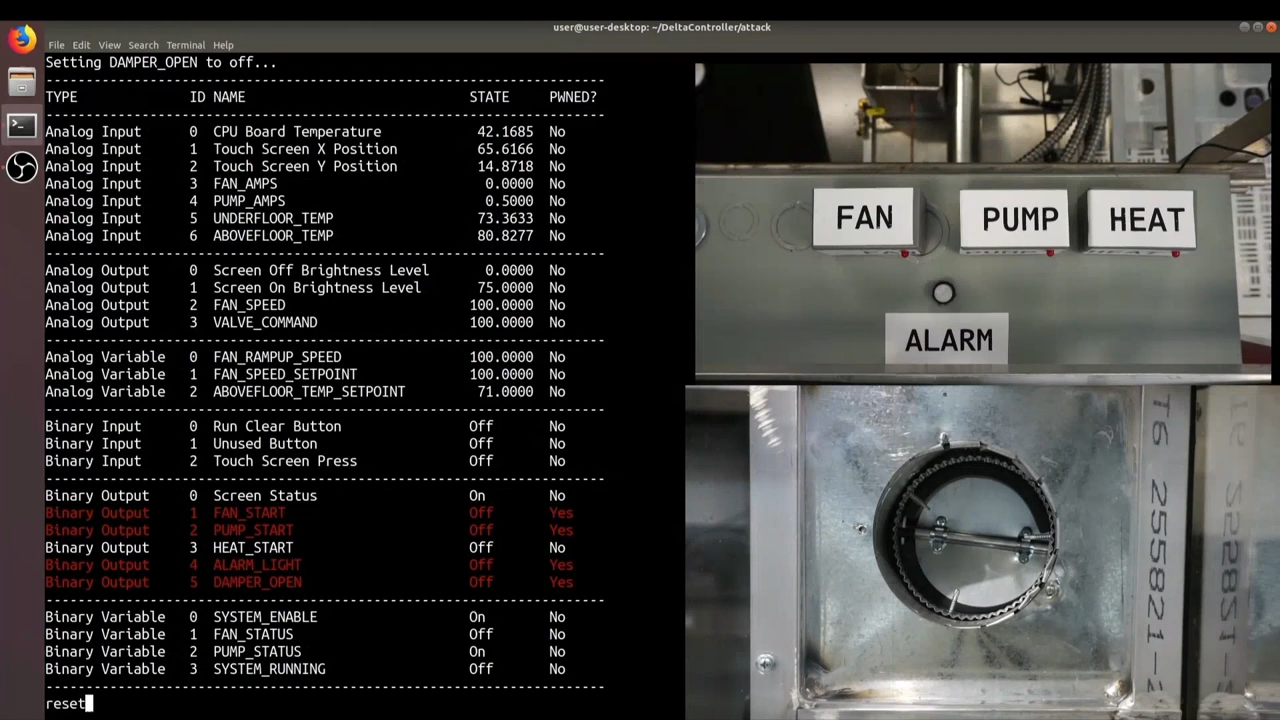 user@user-desktop: ~/DeltaController/attack
File Edit View Search Terminal Help
Setting DAMPER_OPEN to off...
TYPE ID NAME STATE PWNED?
Analog Input 0 CPU Board Temperature 42.1685 No
Analog Input 1 Touch Screen X Position 65.6166 No
Analog Input 2 Touch Screen Y Position 14.8718 No
Analog Input 3 FAN_AMPS 0.0000 No
Analog Input 4 PUMP_AMPS 0.5000 No
Analog Input 5 UNDERFLOOR_TEMP 73.3633 No
Analog Input 6 ABOVEFLOOR_TEMP 80.8277 No
Analog Output 0 Screen Off Brightness Level 0.0000 No
Analog Output 1 Screen On Brightness Level 75.0000 No
Analog Output 2 FAN_SPEED 100.0000 No
Analog Output 3 VALVE_COMMAND 100.0000 No
Analog Variable 0 FAN_RAMPUP_SPEED 100.0000 No
Analog Variable 1 FAN_SPEED_SETPOINT 100.0000 No
Analog Variable 2 ABOVEFLOOR_TEMP_SETPOINT 71.0000 No
Binary Input 0 Run Clear Button Off No
Binary Input 1 Unused Button Off No
Binary Input 2 Touch Screen Press Off No
Binary Output 0 Screen Status On No
Binary Output 1 FAN_START Off Yes
Binary Output 2 PUMP_START Off Yes
Binary Output 3 HEAT_START Off No
Binary Output 4 ALARM_LIGHT Off Yes
Binary Output 5 DAMPER_OPEN Off Yes
Binary Variable 0 SYSTEM_ENABLE On No
Binary Variable 1 FAN_STATUS Off No
Binary Variable 2 PUMP_STATUS On No
Binary Variable 3 SYSTEM_RUNNING Off No
reset
FAN
PUMP
HEAT
ALARM
T6 255821-2